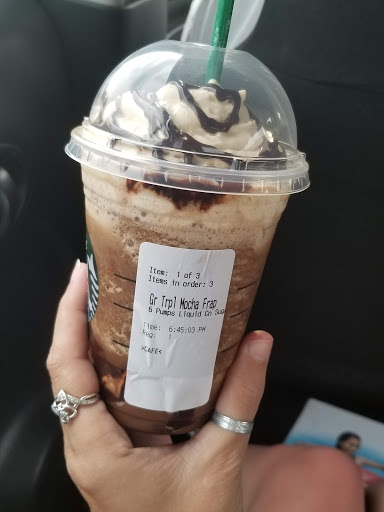 Item: 1 of 3
Items in order: 3
Gr Trpl Mocha Frap
6 Pumps Liquid Cn Sug
Time: 6:45:03 PM
Reg: 1
>CAFE<